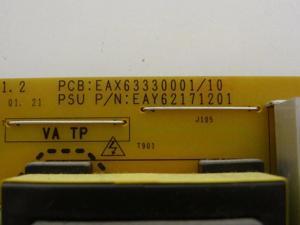 1.2 PCB:EAX63330001/10
01. 21 PSU P/N:EAY62171201
J105
VA TP
T901